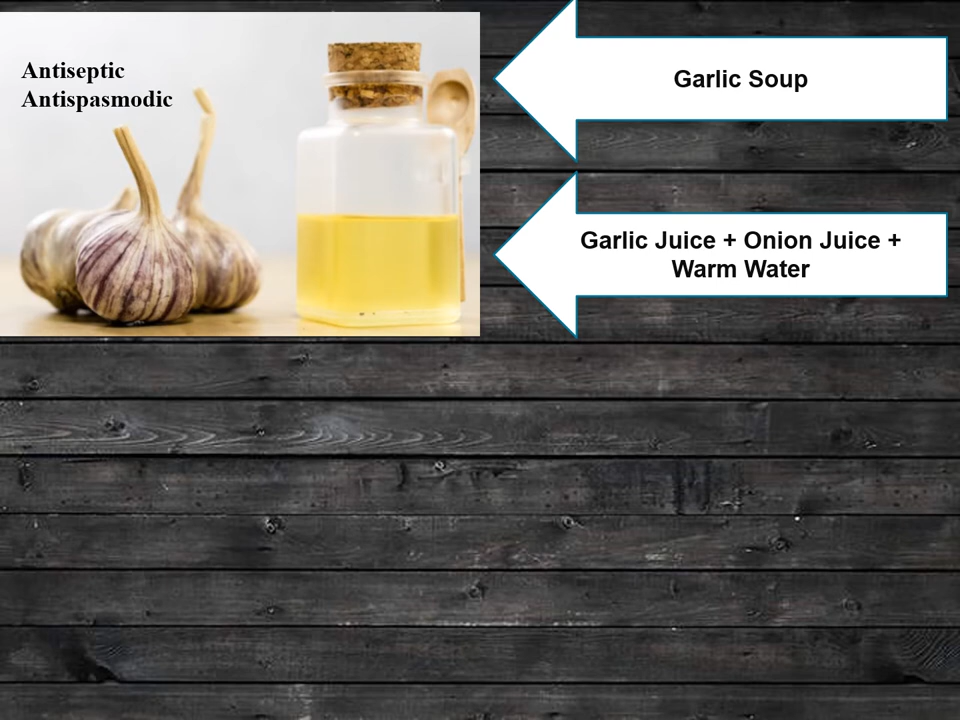 Antiseptic
Antispasmodic
Garlic Soup
Garlic Juice + Onion Juice +
Warm Water